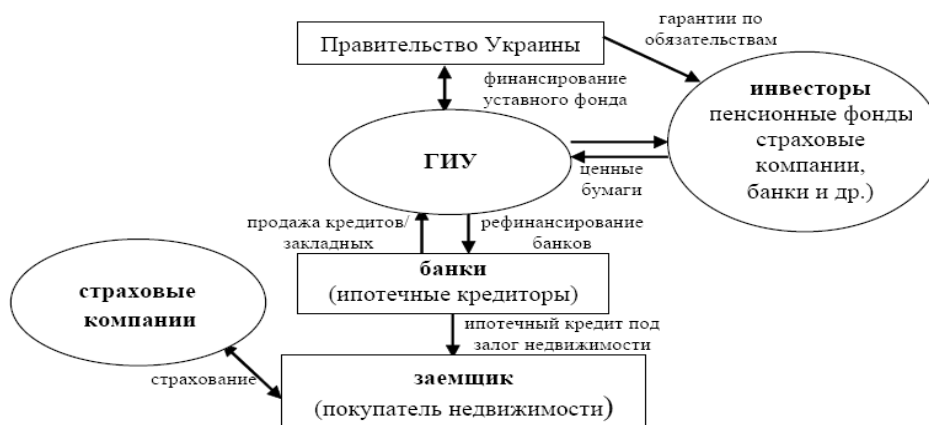 гарантии по
обязательствам
Правительство Украины
финансирование
уставного фонда
инвесторы
пенсионные фонды
страховые
компании,
банки и др.)
ГИУ
ценные
бумаги
продажа кредитов/
закладных
рефинансирование
банков
банки
(ипотечные кредиторы)
страховые
компании
ипотечный кредит под
залог недвижимости
страхование
заемщик
(покупатель недвижимости)